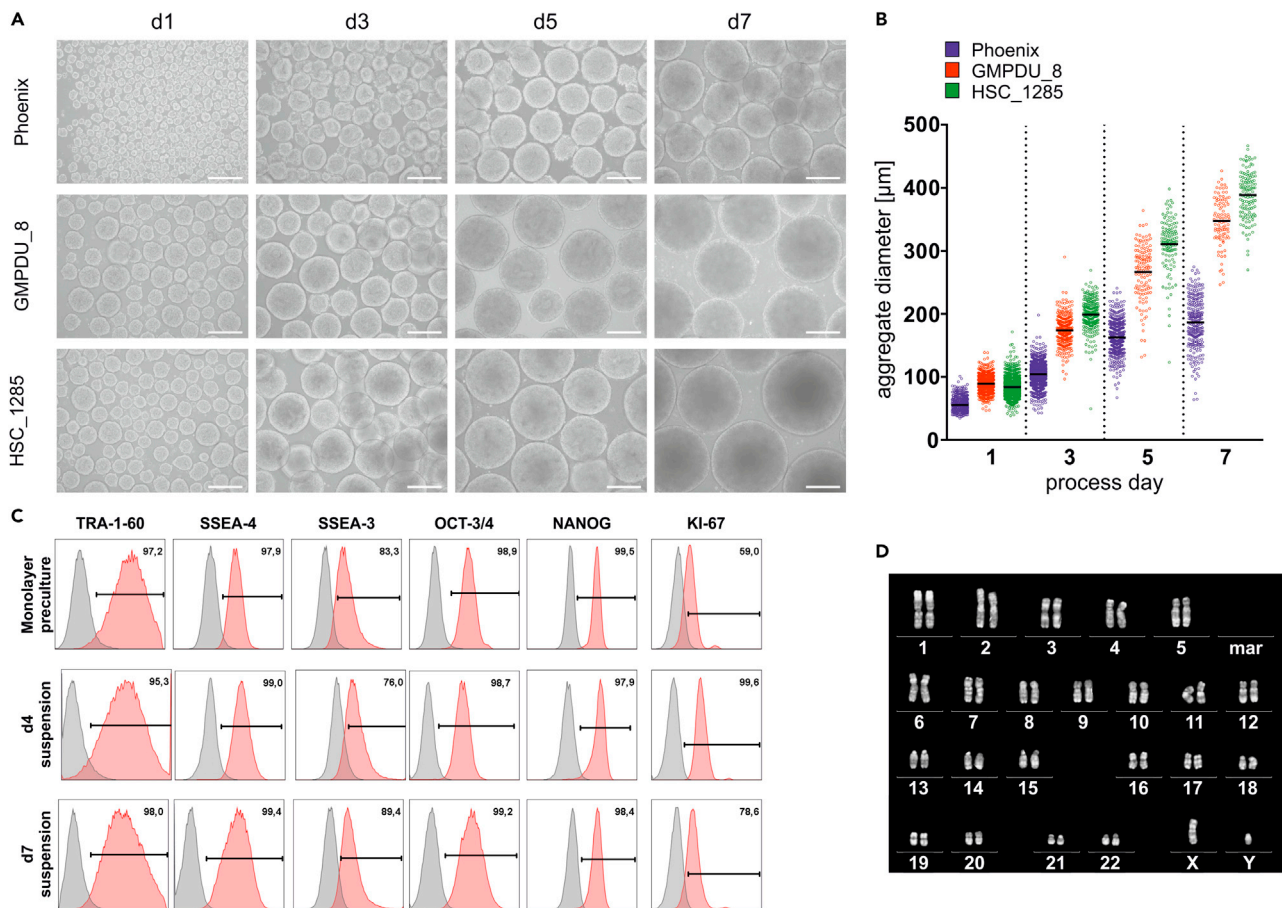 A
d1 d3 d5 d7
Phoenix
GMPDU_8
HSC_1285
B
Phoenix
GMPDU_8
HSC_1285
aggregate diameter [µm]
500
400
300
200
100
0
1 3 5 7
process day
C
TRA-1-60 SSEA-4 SSEA-3 OCT-3/4 NANOG KI-67
Monolayer
preculture
97,2 97,9 83,3 98,9 99,5 59,0
d4
suspension
95,3 99,0 76,0 98,7 97,9 99,6
d7
suspension
98,0 99,4 89,4 99,2 98,4 78,6
D
1 2 3 4 5 mar
6 7 8 9 10 11 12
13 14 15 16 17 18
19 20 21 22 X Y